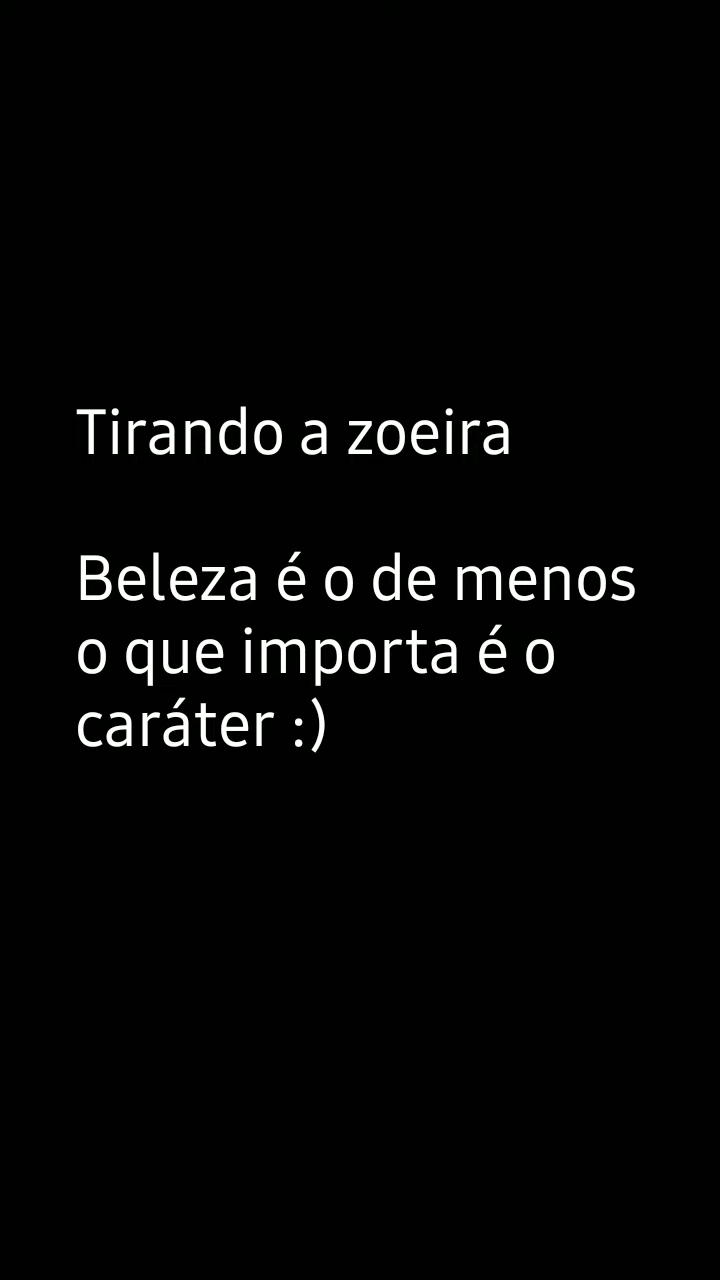 Tirando a zoeira
Beleza é o de menos
o que importa é o
caráter :)